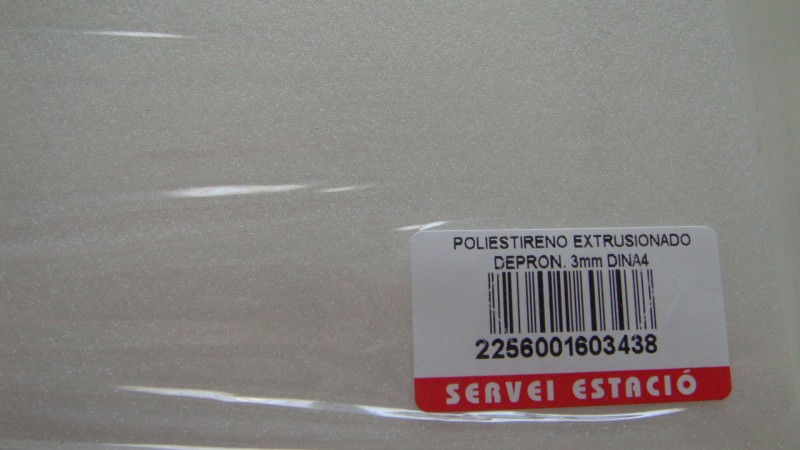 POLIESTIRENO EXTRUSIONADO
DEPRON. 3mm DINA4
2256001603438
SERVEI ESTACIÓ